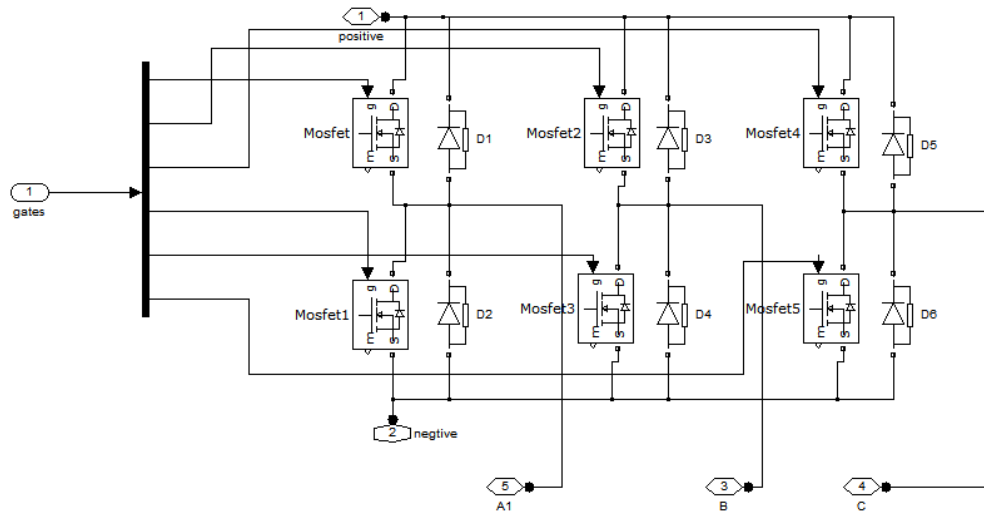 1
positive
g D
Mosfet
m S
D1
g D
Mosfet2
m S
D3
g D
Mosfet4
m S
D5
1
gates
g D
Mosfet1
m S
D2
g D
Mosfet3
m S
D4
g D
Mosfet5
m S
D6
2
negtive
5
A1
3
B
4
C